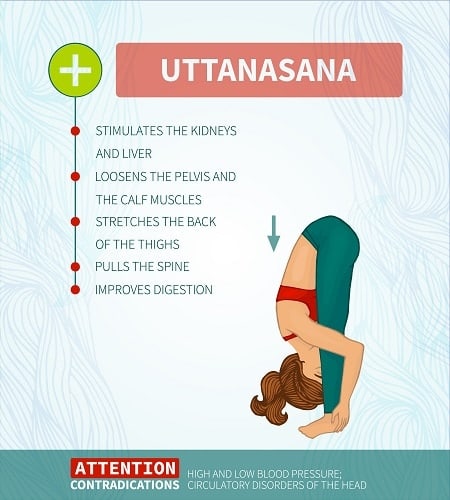 UTTANASANA
STIMULATES THE KIDNEYS
AND LIVER
LOOSENS THE PELVIS AND
THE CALF MUSCLES
STRETCHES THE BACK
OF THE THIGHS
PULLS THE SPINE
IMPROVES DIGESTION
ATTENTION
CONTRADICATIONS
HIGH AND LOW BLOOD PRESSURE;
CIRCULATORY DISORDERS OF THE HEAD